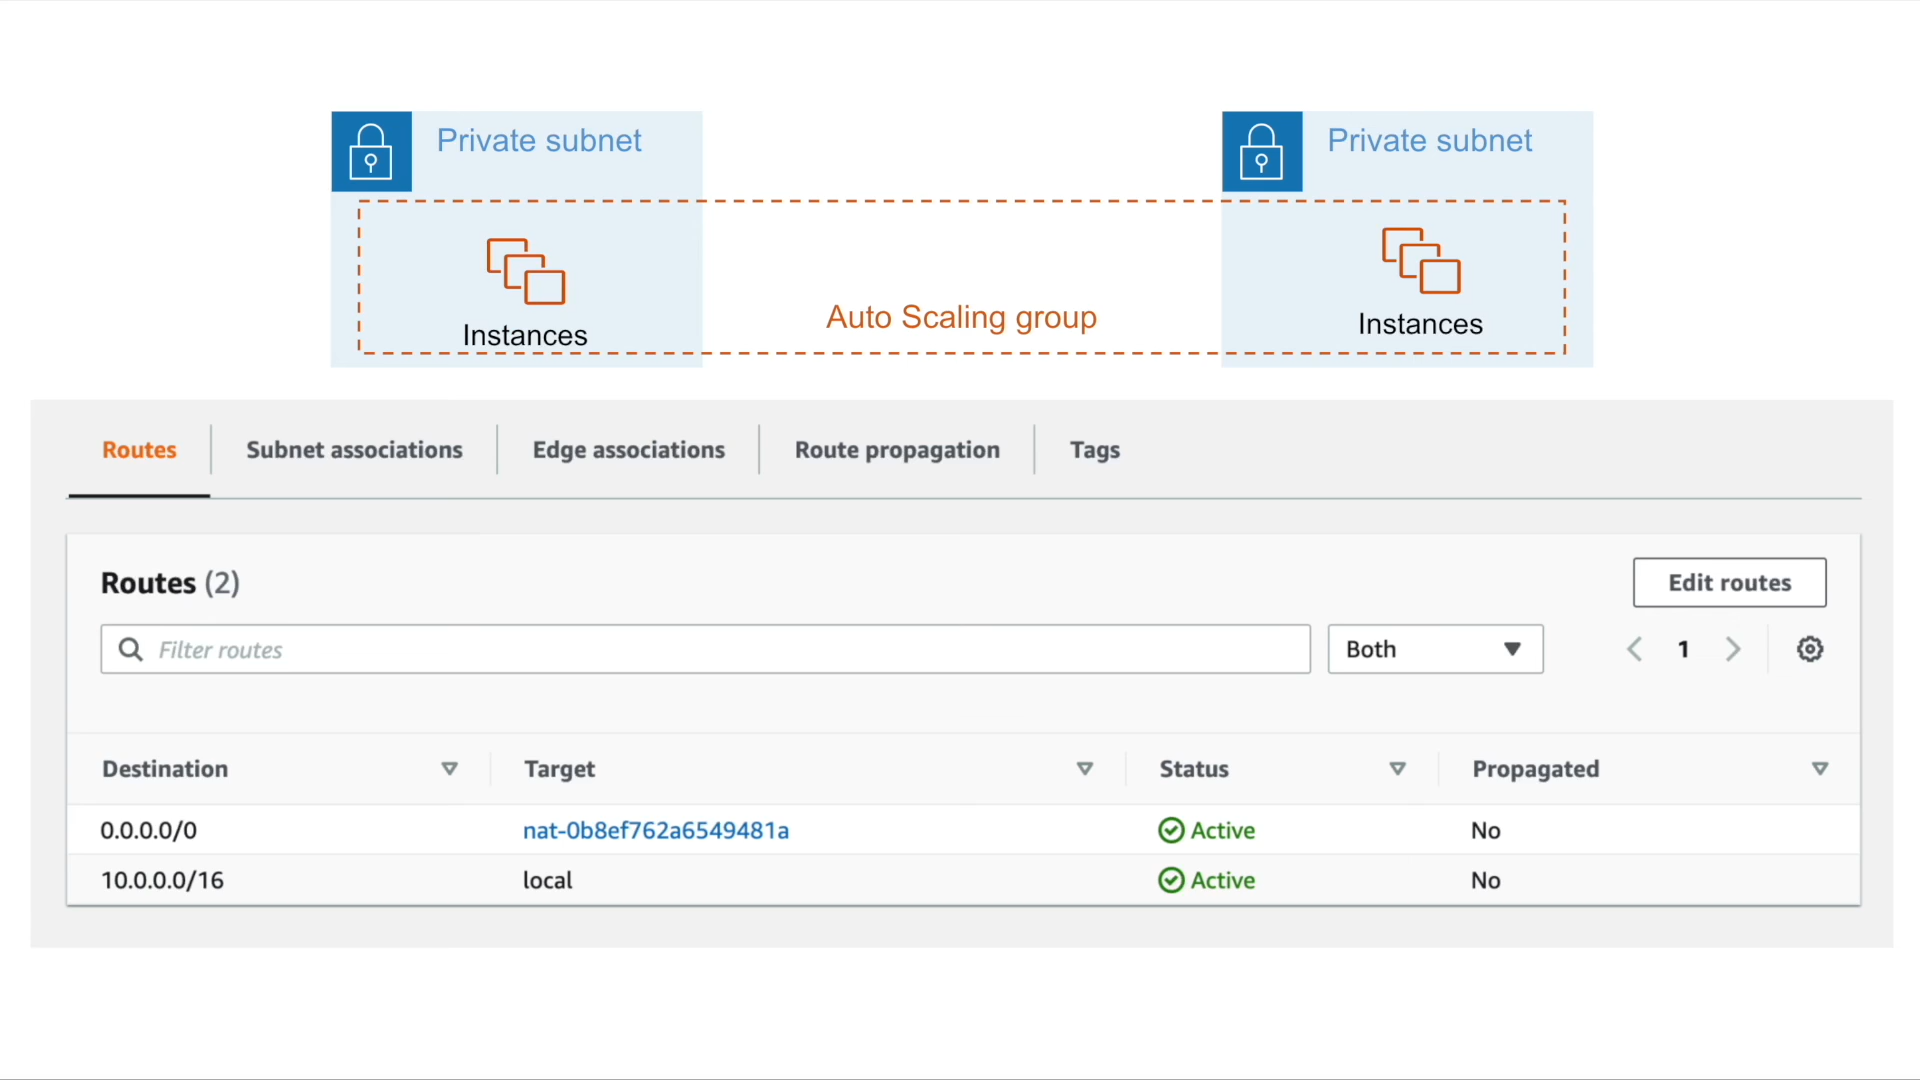 Private subnet
Private subnet
Instances
Auto Scaling group
Instances
Routes
Subnet associations
Edge associations
Route propagation
Tags
Routes (2)
Edit routes
Filter routes
Both
1
Destination
Target
Status
Propagated
0.0.0.0/0
nat-0b8ef762a6549481a
Active
No
10.0.0.0/16
local
Active
No